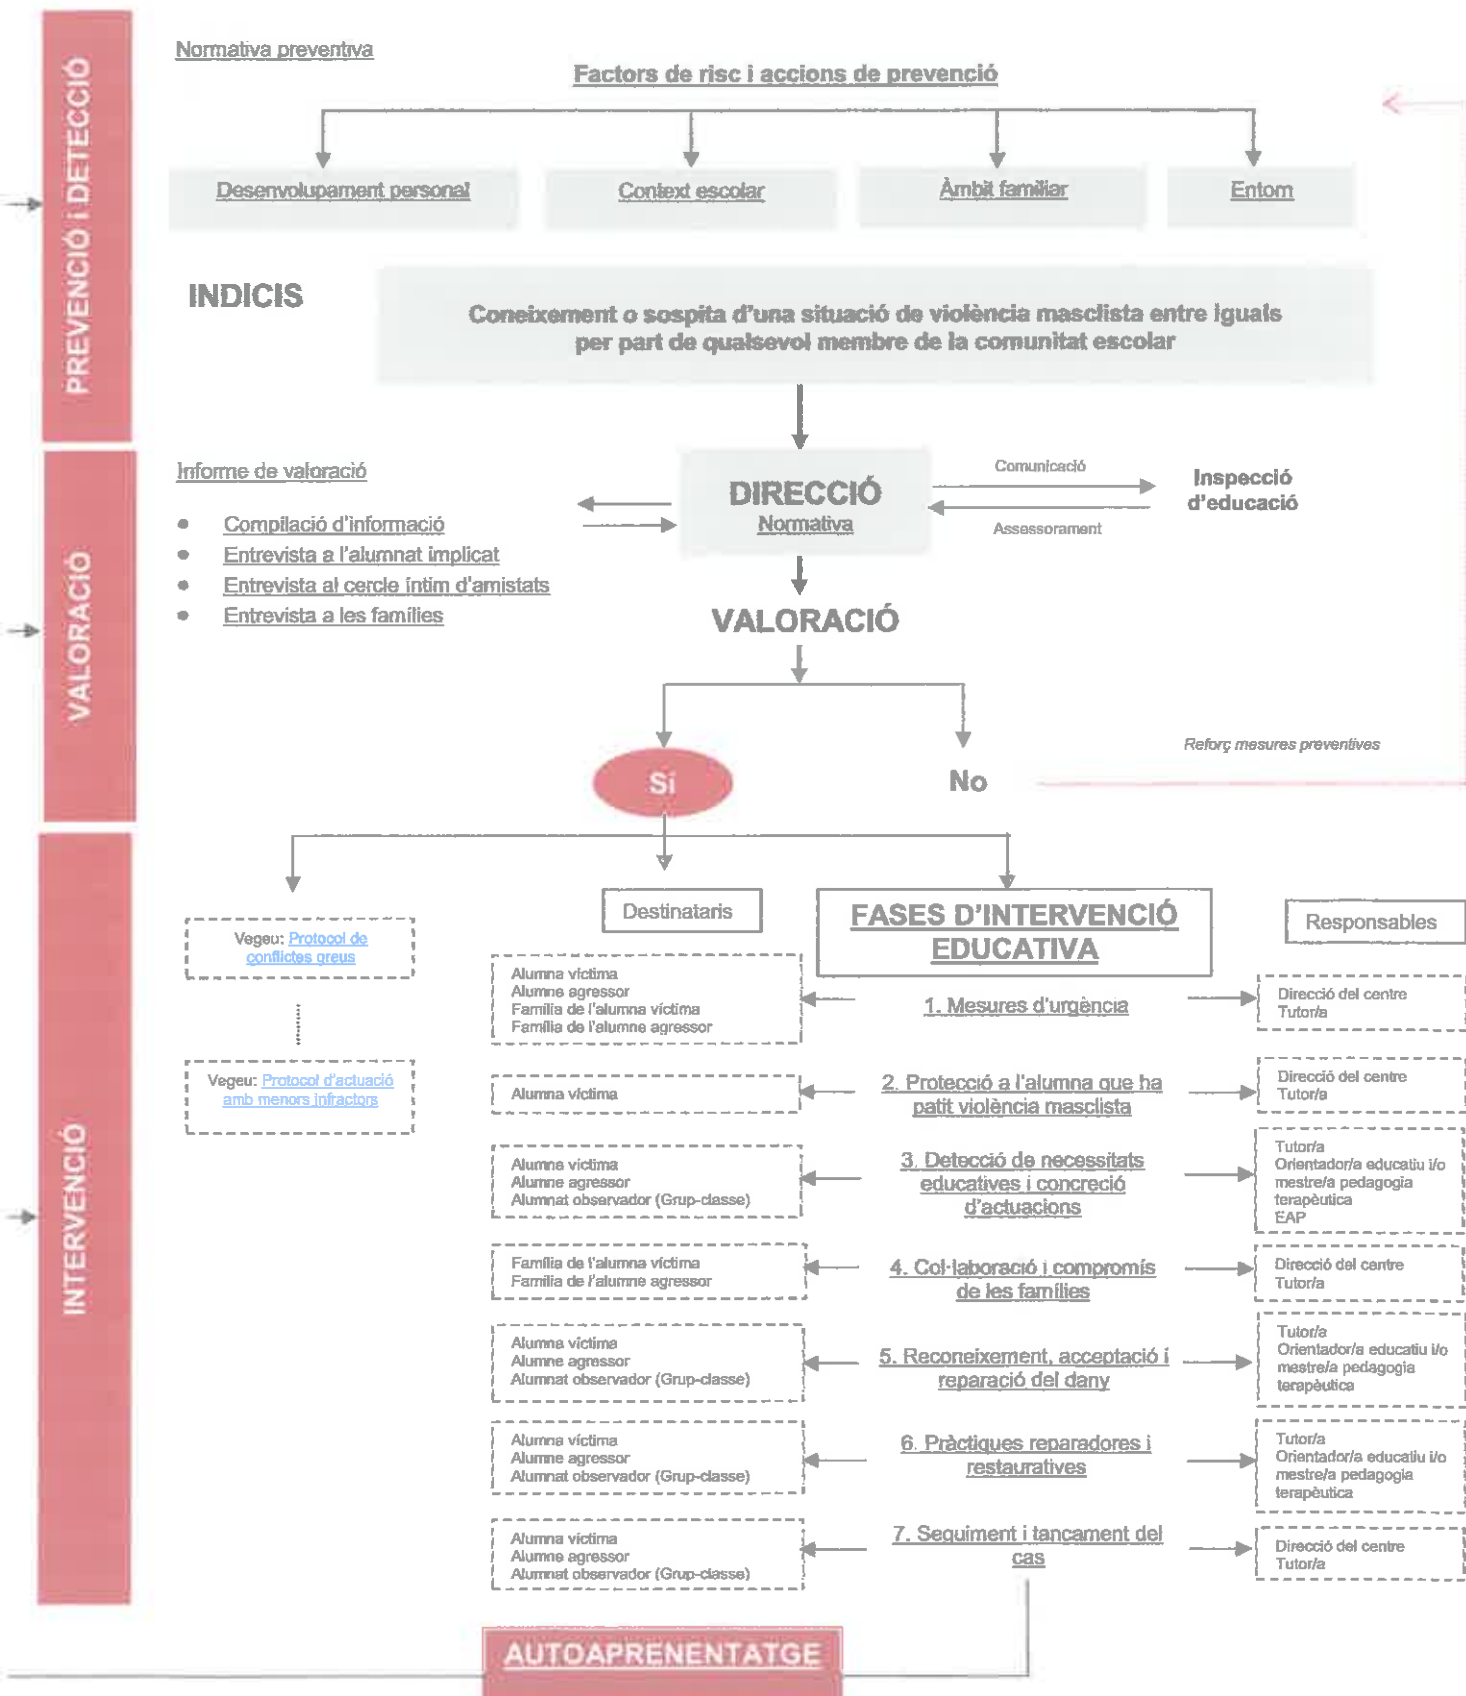 PREVENCIÓ i DETECCIÓ
Normativa preventiva
Factors de risc i accions de prevenció
Desenvolupament personal
Context escolar
Àmbit familiar
Entorn
INDICIS
Coneixement o sospita d'una situació de violència masclista entre iguals
per part de qualsevol membre de la comunitat escolar
VALORACIÓ
Informe de valoració
• Compilació d'informació
• Entrevista a l'alumnat implicat
• Entrevista al cercle íntim d'amistats
• Entrevista a les famílies
DIRECCIÓ
Normativa
Comunicació
Assessorament
Inspecció
d'educació
VALORACIÓ
Sí
No
Reforç mesures preventives
INTERVENCIÓ
Vegeu: Protocol de
conflictes greus
Vegeu: Protocol d'actuació
amb menors infractors
Destinataris
FASES D'INTERVENCIÓ
EDUCATIVA
Responsables
Alumna víctima
Alumne agressor
Família de l'alumna víctima
Família de l'alumne agressor
1. Mesures d'urgència
Direcció del centre
Tutor/a
Alumna víctima
2. Protecció a l'alumna que ha
patit violència masclista
Direcció del centre
Tutor/a
Alumna víctima
Alumne agressor
Alumnat observador (Grup-classe)
3. Detecció de necessitats
educatives i concreció
d'actuacions
Tutor/a
Orientador/a educatiu i/o
mestre/a pedagogia
terapèutica
EAP
Família de l'alumna víctima
Família de l'alumne agressor
4. Col·laboració i compromís
de les famílies
Direcció del centre
Tutor/a
Alumna víctima
Alumne agressor
Alumnat observador (Grup-classe)
5. Reconeixement, acceptació i
reparació del dany
Tutor/a
Orientador/a educatiu i/o
mestre/a pedagogia
terapèutica
Alumna víctima
Alumne agressor
Alumnat observador (Grup-classe)
6. Pràctiques reparadores i
restauratives
Tutor/a
Orientador/a educatiu i/o
mestre/a pedagogia
terapèutica
Alumna víctima
Alumne agressor
Alumnat observador (Grup-classe)
7. Seguiment i tancament del
cas
Direcció del centre
Tutor/a
AUTOAPRENENTATGE